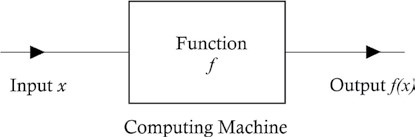 Function
f
Input x
Output f(x)
Computing Machine